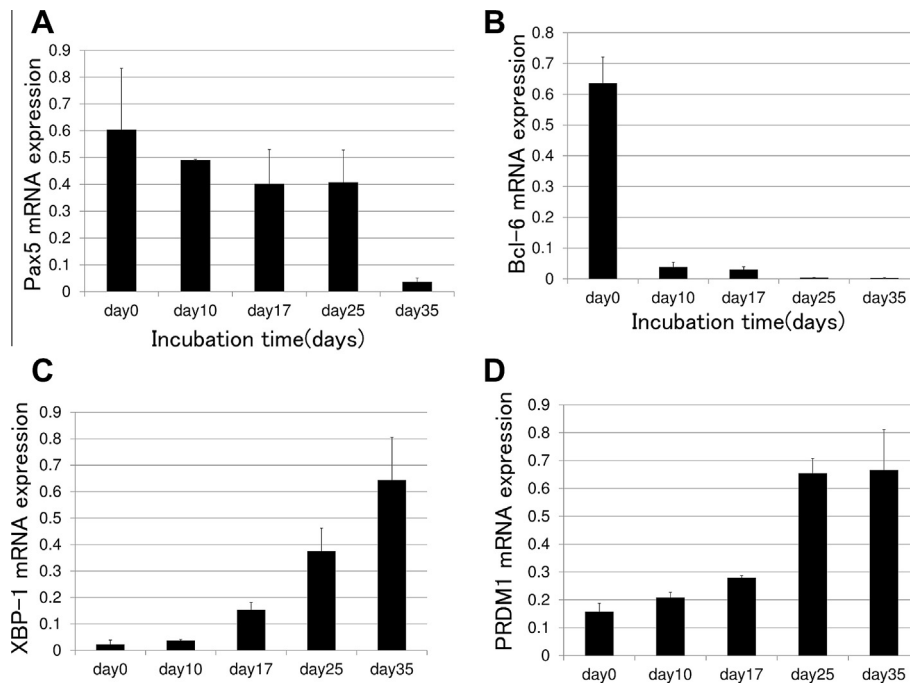 A
Pax5 mRNA expression
0.9
0.8
0.7
0.6
0.5
0.4
0.3
0.2
0.1
0
day0 day10 day17 day25 day35
Incubation time(days)
B
Bcl-6 mRNA expression
0.8
0.7
0.6
0.5
0.4
0.3
0.2
0.1
0
day0 day10 day17 day25 day35
Incubation time(days)
C
XBP-1 mRNA expression
0.9
0.8
0.7
0.6
0.5
0.4
0.3
0.2
0.1
0
day0 day10 day17 day25 day35
D
PRDM1 mRNA expression
0.9
0.8
0.7
0.6
0.5
0.4
0.3
0.2
0.1
0
day0 day10 day17 day25 day35